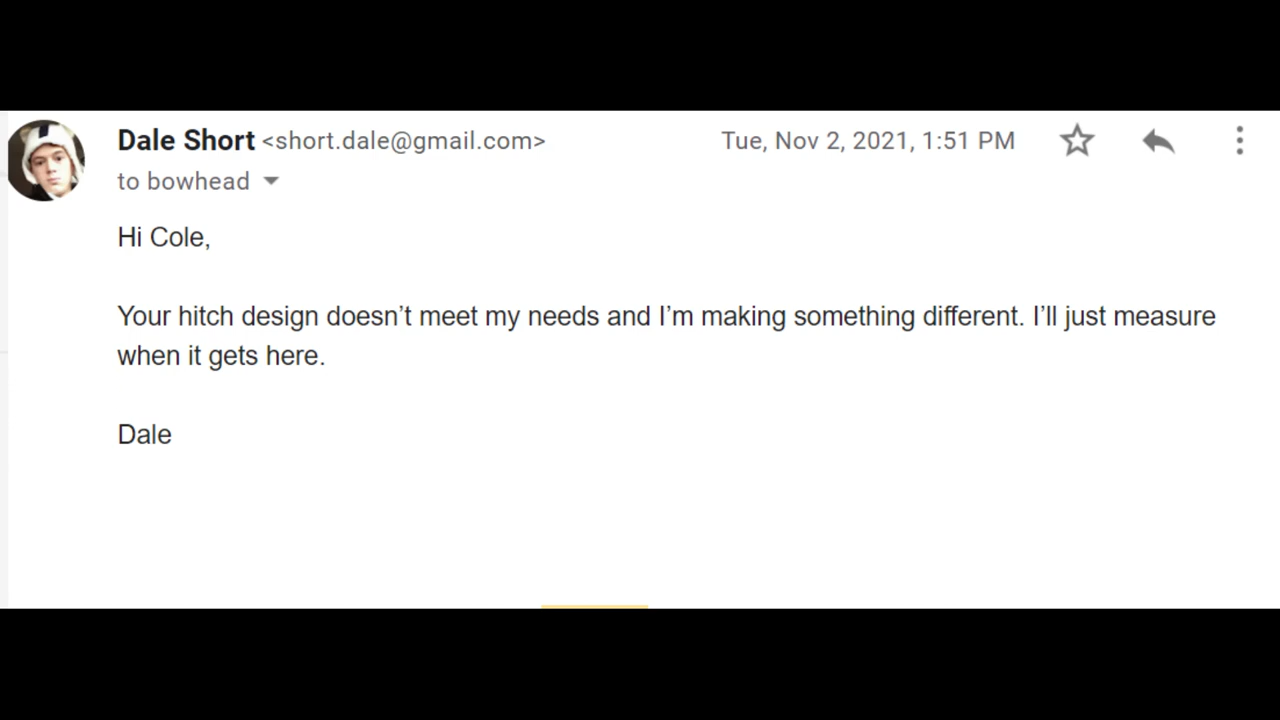 Dale Short <short.dale@gmail.com> Tue, Nov 2, 2021, 1:51 PM
to bowhead
Hi Cole,
Your hitch design doesn’t meet my needs and I’m making something different. I’ll just measure
when it gets here.
Dale